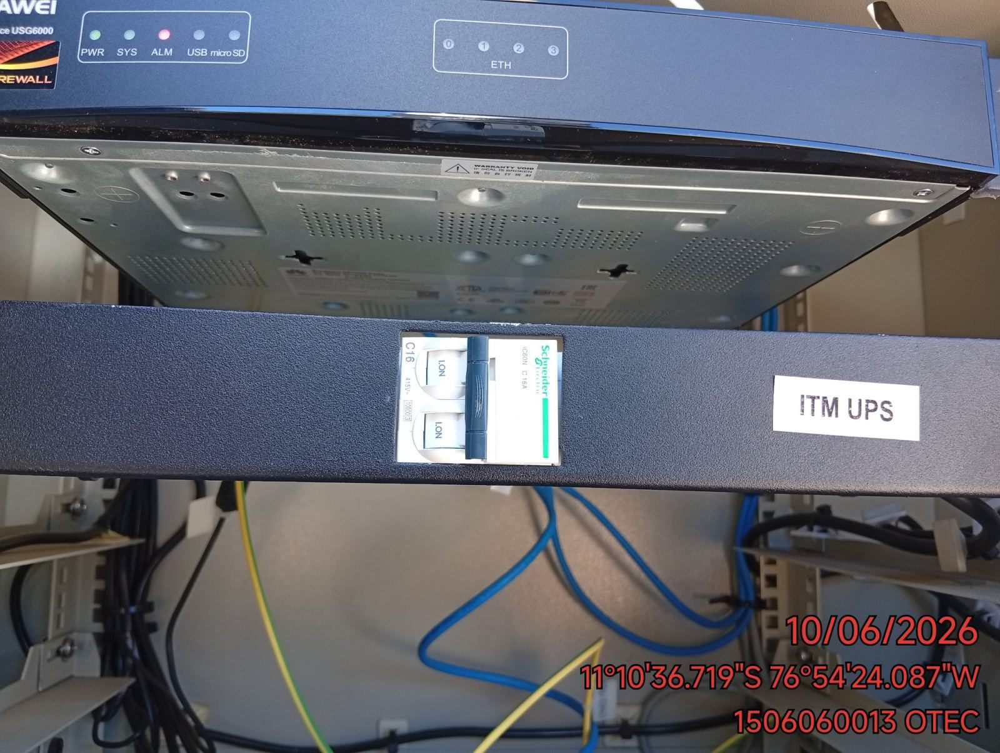 AWEI
ce USG6000
REWALL
PWR SYS ALM USB micro SD
0 1 2 3
ETH
WARRANTY VOID
IF SEAL IS BROKEN
C16
415V~
10000 3
I.ON
I.ON
iC60N C 16A
Schneider
Electric
ITM UPS
10/06/2026
11°10'36.719"S 76°54'24.087"W
1506060013 OTEC